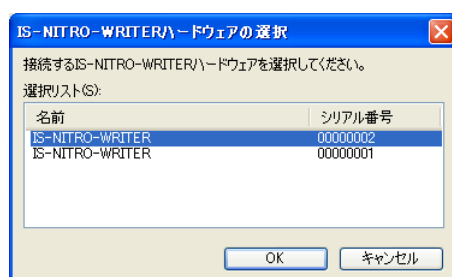 IS-NITRO-WRITERハードウェアの選択
接続するIS-NITRO-WRITERハードウェアを選択してください。
選択リスト(S):
名前 シリアル番号
IS-NITRO-WRITER 00000002
IS-NITRO-WRITER 00000001
OK キャンセル